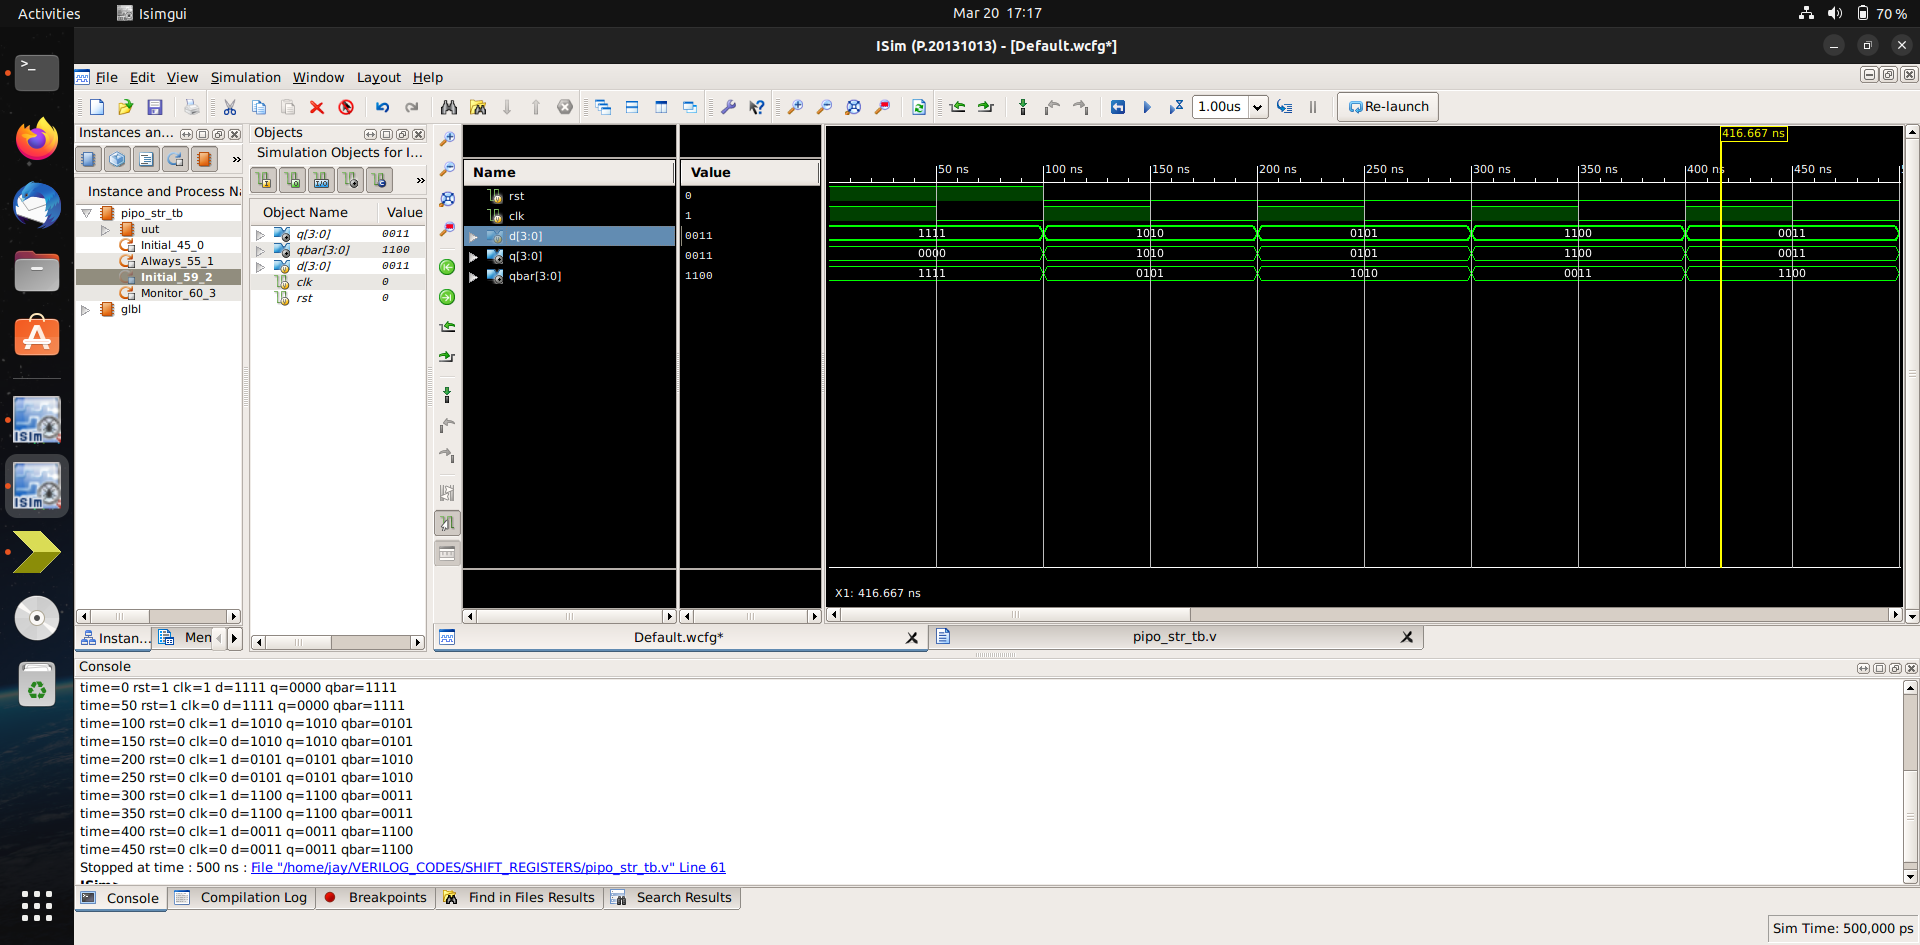 Activities Isimgui Mar 20 17:17 70 %
ISim (P.20131013) - [Default.wcfg*]
File Edit View Simulation Window Layout Help
1.00us Re-launch
Instances an... Objects
Simulation Objects for I...
Instance and Process Na
Object Name Value
pipo_str_tb
uut
Initial_45_0
Always_55_1
Initial_59_2
Monitor_60_3
glbl
q[3:0] 0011
qbar[3:0] 1100
d[3:0] 0011
clk 0
rst 0
Name Value
rst 0
clk 1
d[3:0] 0011
q[3:0] 0011
qbar[3:0] 1100
416.667 ns
50 ns 100 ns 150 ns 200 ns 250 ns 300 ns 350 ns 400 ns 450 ns
1111 1010 0101 1100 0011
0000 1010 0101 1100 0011
1111 0101 1010 0011 1100
X1: 416.667 ns
Instan... Men
Default.wcfg* pipo_str_tb.v
Console
time=0 rst=1 clk=1 d=1111 q=0000 qbar=1111
time=50 rst=1 clk=0 d=1111 q=0000 qbar=1111
time=100 rst=0 clk=1 d=1010 q=1010 qbar=0101
time=150 rst=0 clk=0 d=1010 q=1010 qbar=0101
time=200 rst=0 clk=1 d=0101 q=0101 qbar=1010
time=250 rst=0 clk=0 d=0101 q=0101 qbar=1010
time=300 rst=0 clk=1 d=1100 q=1100 qbar=0011
time=350 rst=0 clk=0 d=1100 q=1100 qbar=0011
time=400 rst=0 clk=1 d=0011 q=0011 qbar=1100
time=450 rst=0 clk=0 d=0011 q=0011 qbar=1100
Stopped at time : 500 ns : File "/home/jay/VERILOG_CODES/SHIFT_REGISTERS/pipo_str_tb.v" Line 61
Console Compilation Log Breakpoints Find in Files Results Search Results
Sim Time: 500,000 ps
ISim
ISim